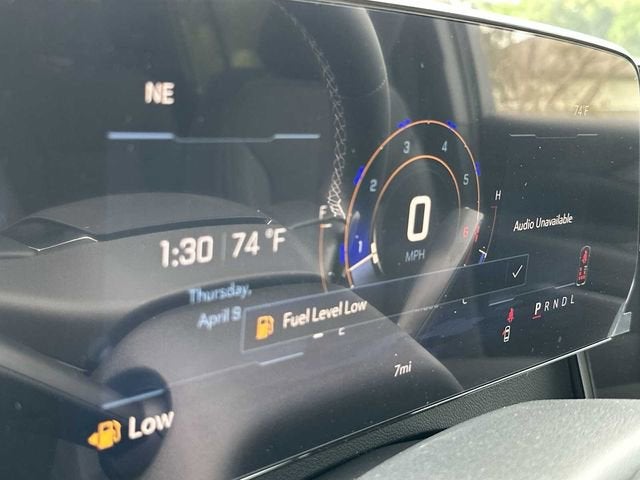 NE
74°F
1:30 74 °F
Thursday,
April 9
F
1
2
3
4
5
6
0
MPH
H
C
Audio Unavailable
Fuel Level Low
E
PRNDL
7mi
Low